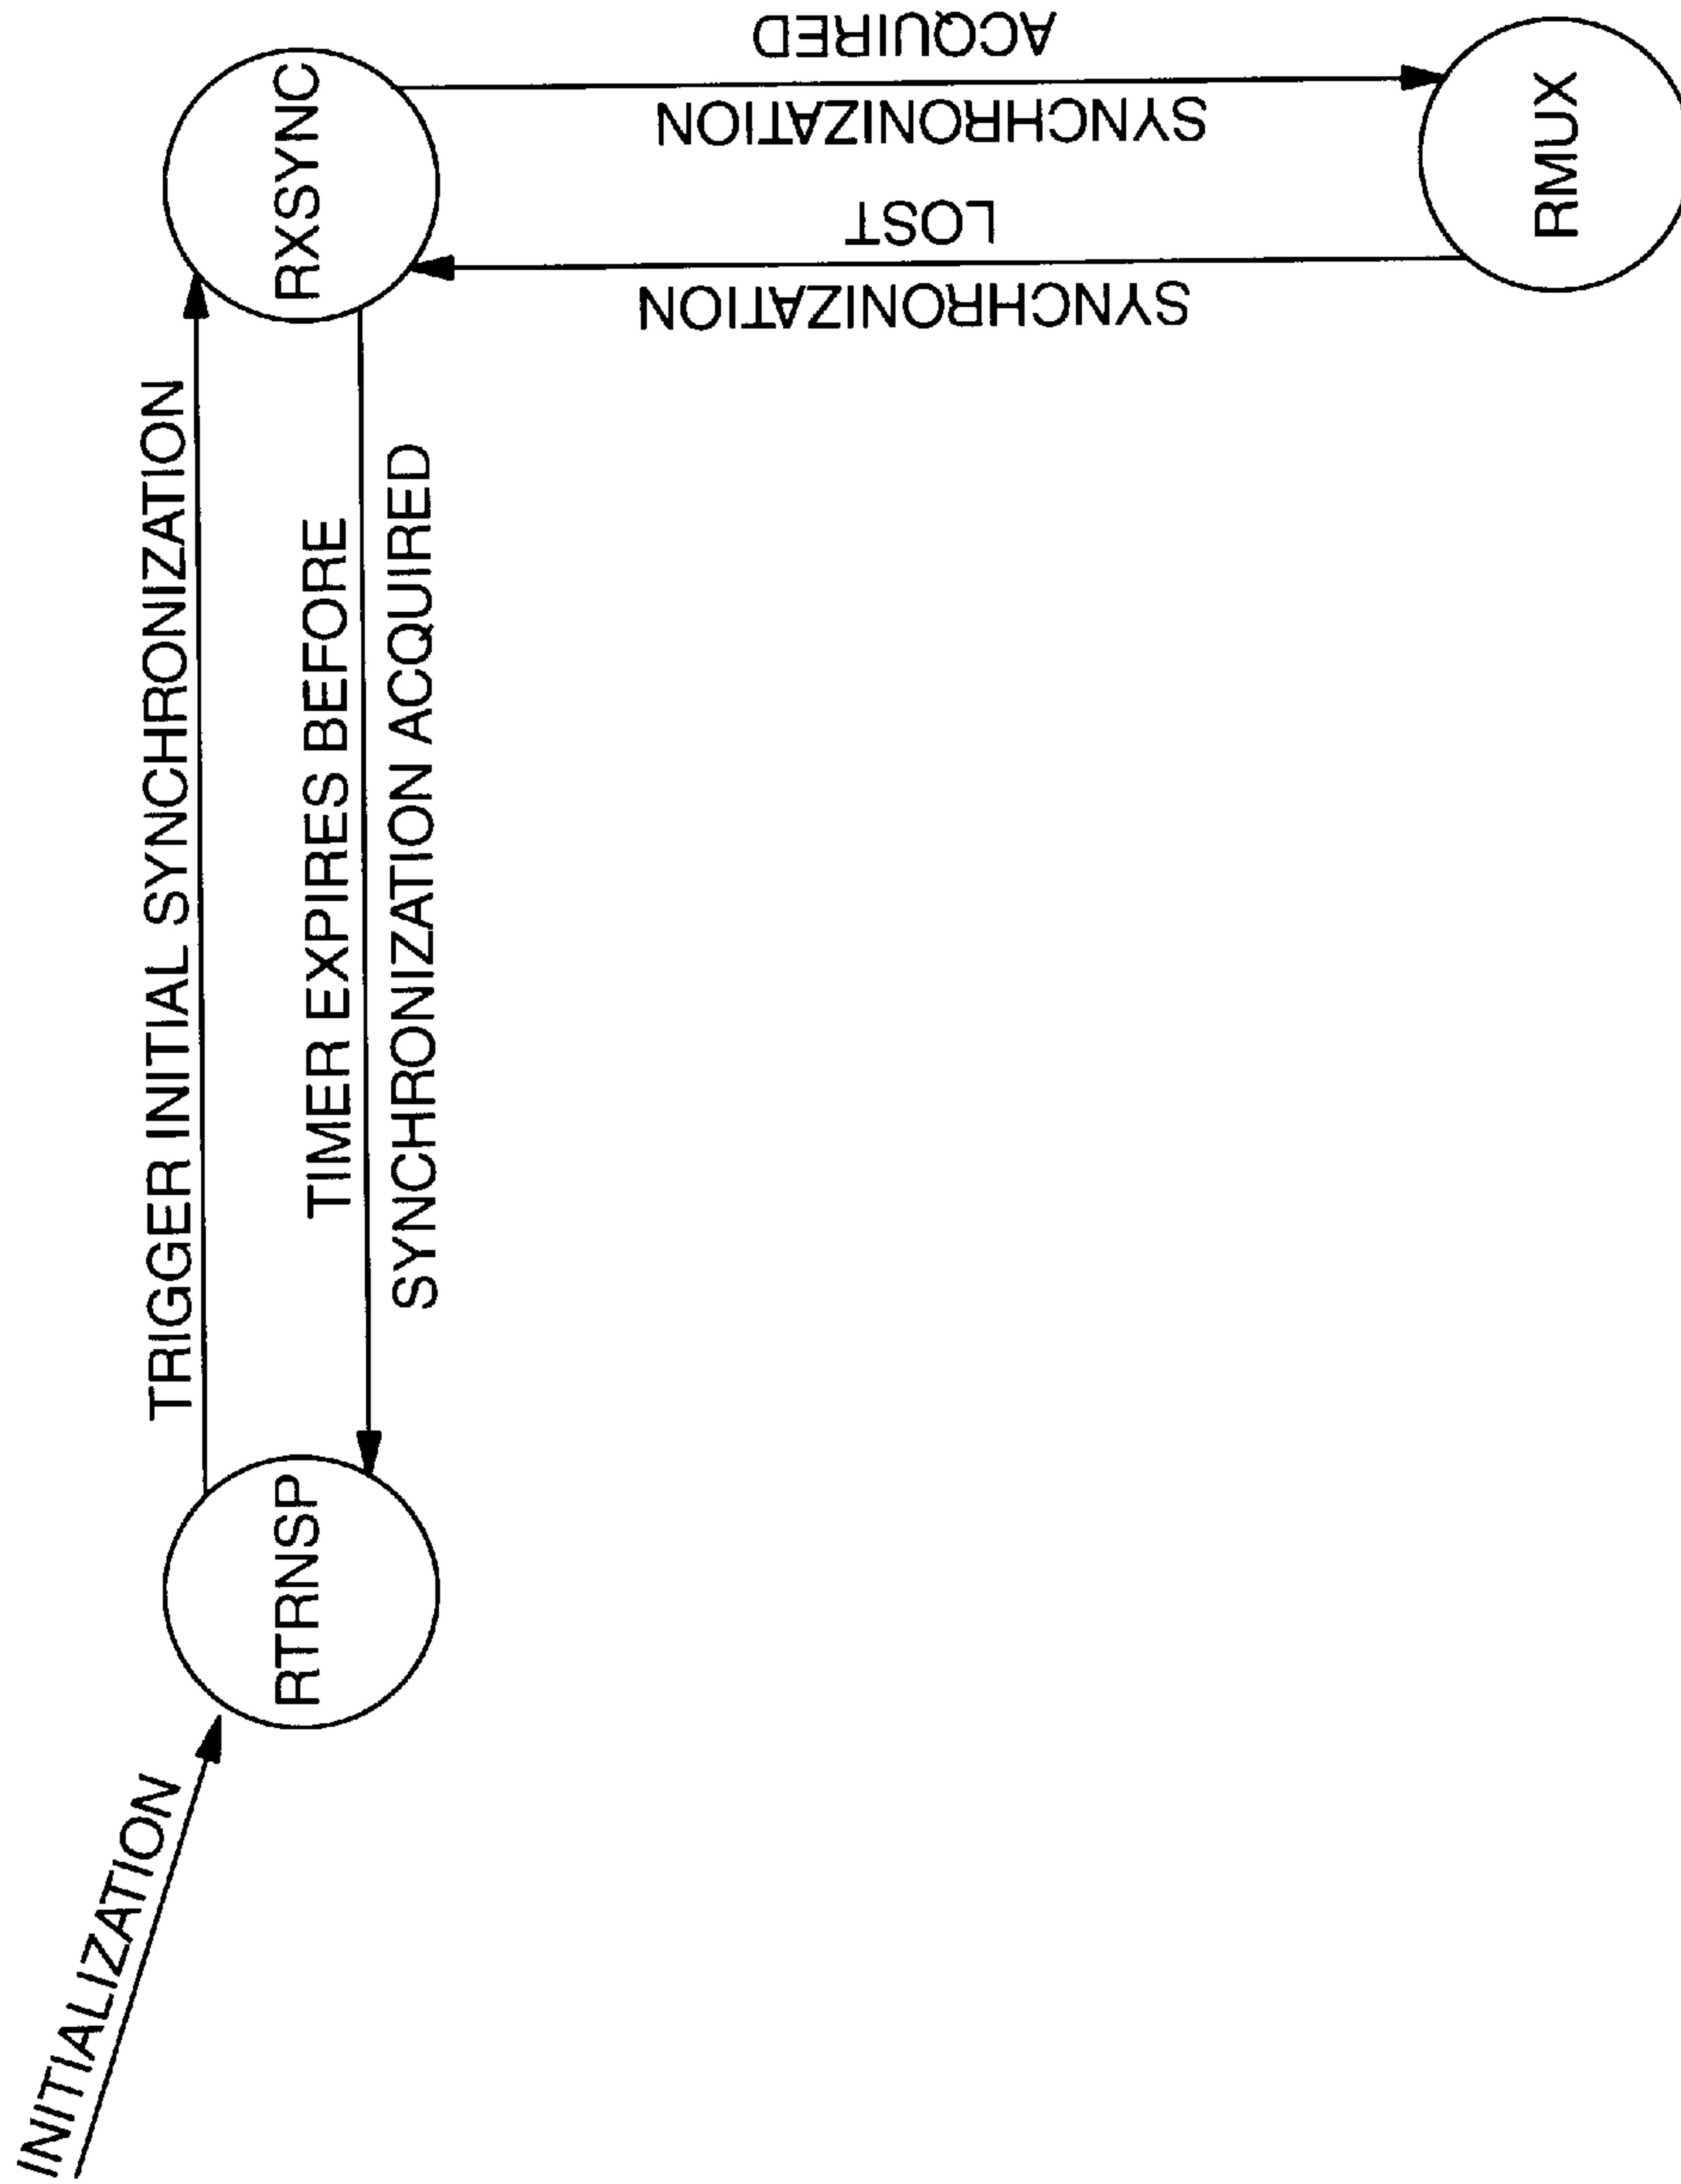 INITIALIZATION
RTRNSP
TRIGGER INITIAL SYNCHRONIZATION
TIMER EXPIRES BEFORE
SYNCHRONIZATION ACQUIRED
RXSYNC
SYNCHRONIZATION
LOST
SYNCHRONIZATION
ACQUIRED
RMUX